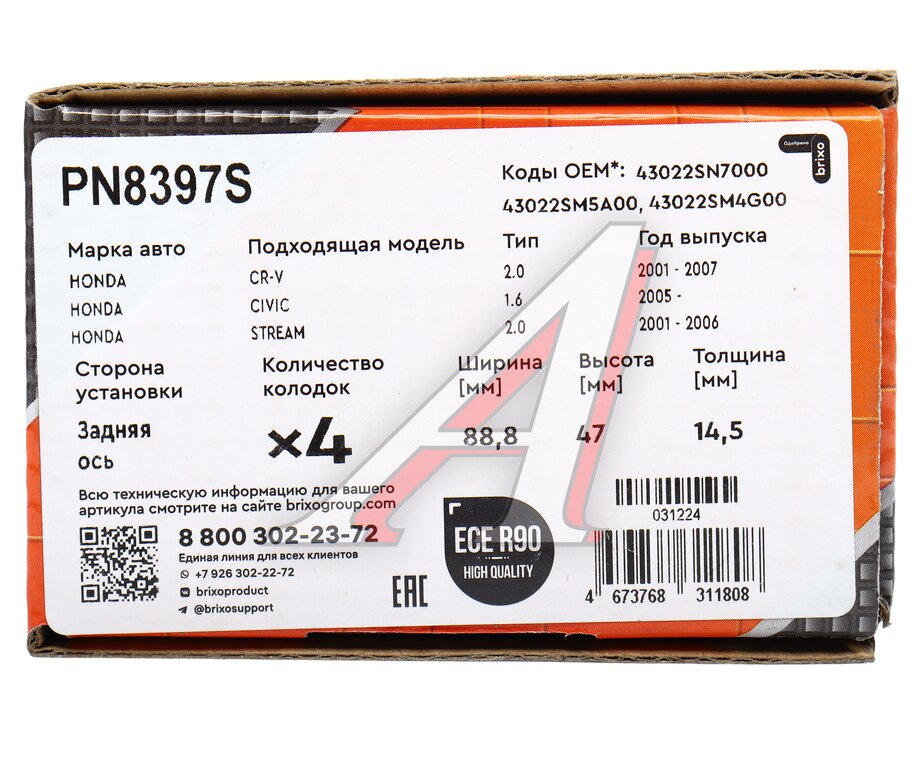 Одобрено brixo
PN8397S
Коды OEM*: 43022SN7000
43022SM5A00, 43022SM4G00
Марка авто Подходящая модель Тип Год выпуска
HONDA CR-V 2.0 2001 - 2007
HONDA CIVIC 1.6 2005 -
HONDA STREAM 2.0 2001 - 2006
Сторона установки Количество колодок Ширина [мм] Высота [мм] Толщина [мм]
Задняя ось ×4 88,8 47 14,5
Всю техническую информацию для вашего
артикула смотрите на сайте brixogroup.com
8 800 302-23-72
Единая линия для всех клиентов
+7 926 302-22-72
brixoproduct
@brixosupport
EAC
ECE R90
HIGH QUALITY
031224
4 673768 311808